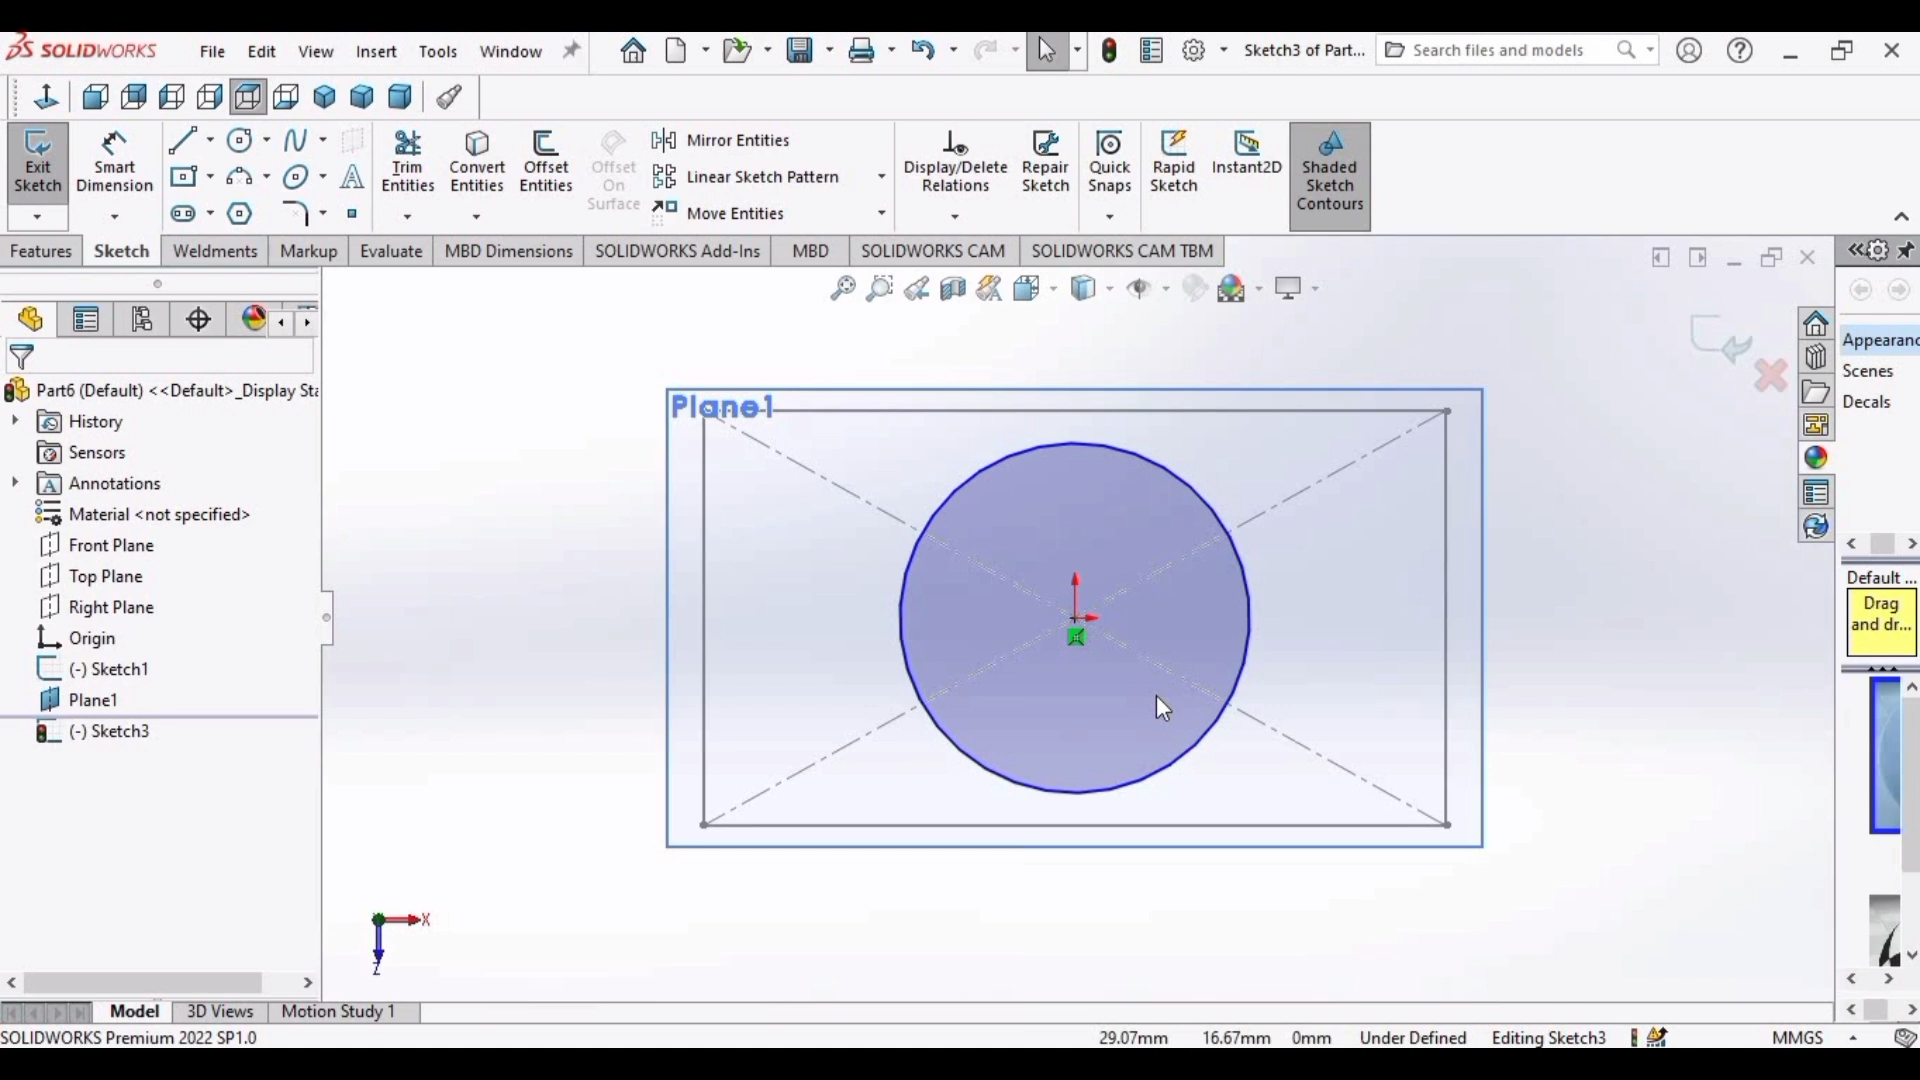 SOLIDWORKS File Edit View Insert Tools Window Sketch3 of Part... Search files and models
Exit Sketch
Smart Dimension
Trim Entities
Convert Entities
Offset Entities
Offset On Surface
Mirror Entities
Linear Sketch Pattern
Move Entities
Display/Delete Relations
Repair Sketch
Quick Snaps
Rapid Sketch
Instant2D
Shaded Sketch Contours
Features Sketch Weldments Markup Evaluate MBD Dimensions SOLIDWORKS Add-Ins MBD SOLIDWORKS CAM SOLIDWORKS CAM TBM
Part6 (Default) <<Default>_Display Sta
History
Sensors
A Annotations
Material <not specified>
Front Plane
Top Plane
Right Plane
Origin
(-) Sketch1
Plane1
(-) Sketch3
Plane1
X
Z
Appearanc
Scenes
Decals
Default ...
Drag
and dr...
Model 3D Views Motion Study 1
SOLIDWORKS Premium 2022 SP1.0 29.07mm 16.67mm 0mm Under Defined Editing Sketch3 MMGS